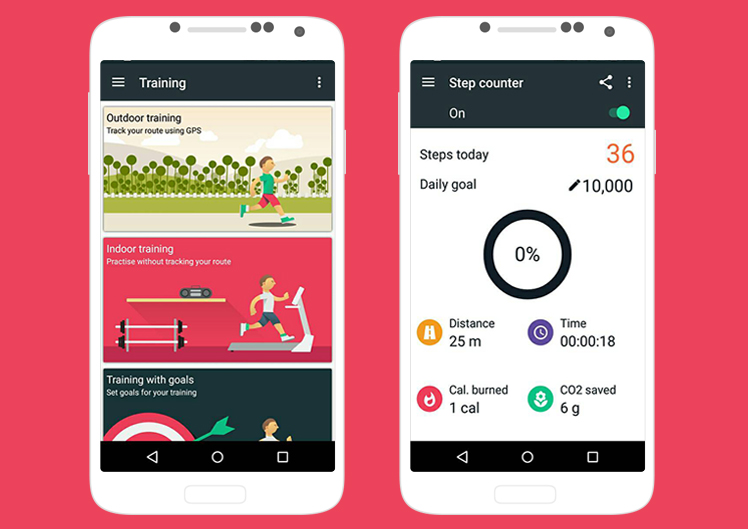 Training
Outdoor training
Track your route using GPS
Indoor training
Practise without tracking your route
Training with goals
Set goals for your training
Step counter
On
Steps today 36
Daily goal 10,000
0%
Distance
25 m
Time
00:00:18
Cal. burned
1 cal
CO2 saved
6 g